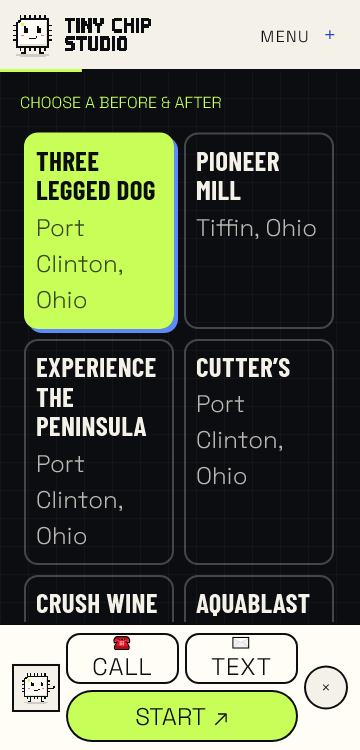 TINY CHIP
STUDIO
MENU +
CHOOSE A BEFORE & AFTER
THREE
LEGGED DOG
Port
Clinton,
Ohio
PIONEER
MILL
Tiffin, Ohio
EXPERIENCE
THE
PENINSULA
Port
Clinton,
Ohio
CUTTER'S
Port
Clinton,
Ohio
CRUSH WINE
AQUABLAST
CALL
TEXT
START ↗
×